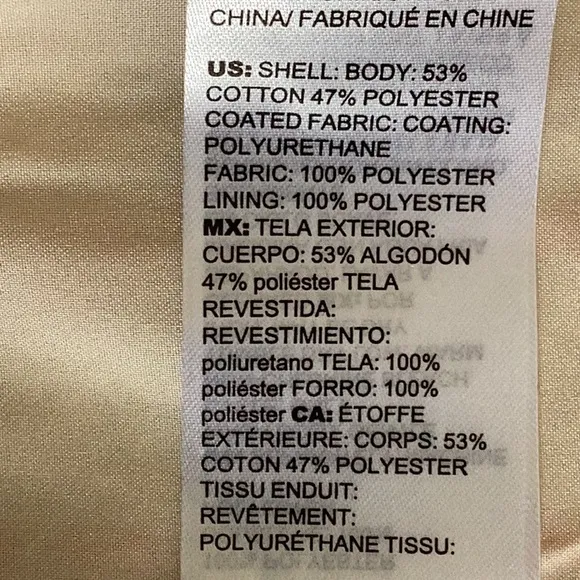 CHINA/ FABRIQUÉ EN CHINE
US: SHELL: BODY: 53%
COTTON 47% POLYESTER
COATED FABRIC: COATING:
POLYURETHANE
FABRIC: 100% POLYESTER
LINING: 100% POLYESTER
MX: TELA EXTERIOR:
CUERPO: 53% ALGODÓN
47% poliéster TELA
REVESTIDA:
REVESTIMIENTO:
poliuretano TELA: 100%
poliéster FORRO: 100%
poliéster CA: ÉTOFFE
EXTÉRIEURE: CORPS: 53%
COTON 47% POLYESTER
TISSU ENDUIT:
REVÊTEMENT:
POLYURÉTHANE TISSU: